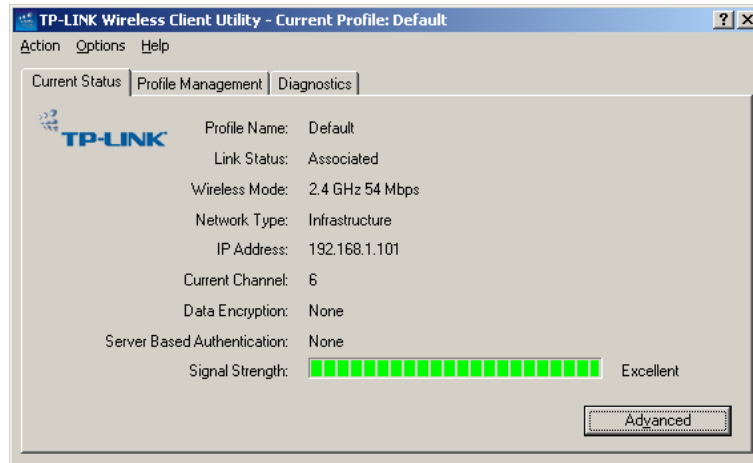 TP-LINK Wireless Client Utility - Current Profile: Default
Action Options Help
Current Status Profile Management Diagnostics
TP-LINK
Profile Name: Default
Link Status: Associated
Wireless Mode: 2.4 GHz 54 Mbps
Network Type: Infrastructure
IP Address: 192.168.1.101
Current Channel: 6
Data Encryption: None
Server Based Authentication: None
Signal Strength: Excellent
Advanced